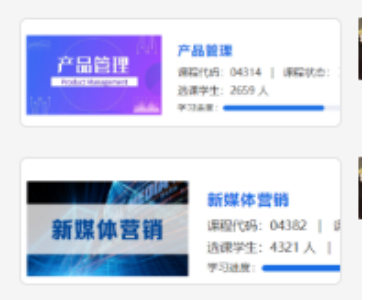 产品管理
Product Management
产品管理
课程代码：04314 | 课程状态：
选课学生：2659 人
学习进度：
新媒体营销
新媒体营销
课程代码：04382 |
选课学生：4321 人 |
学习进度：